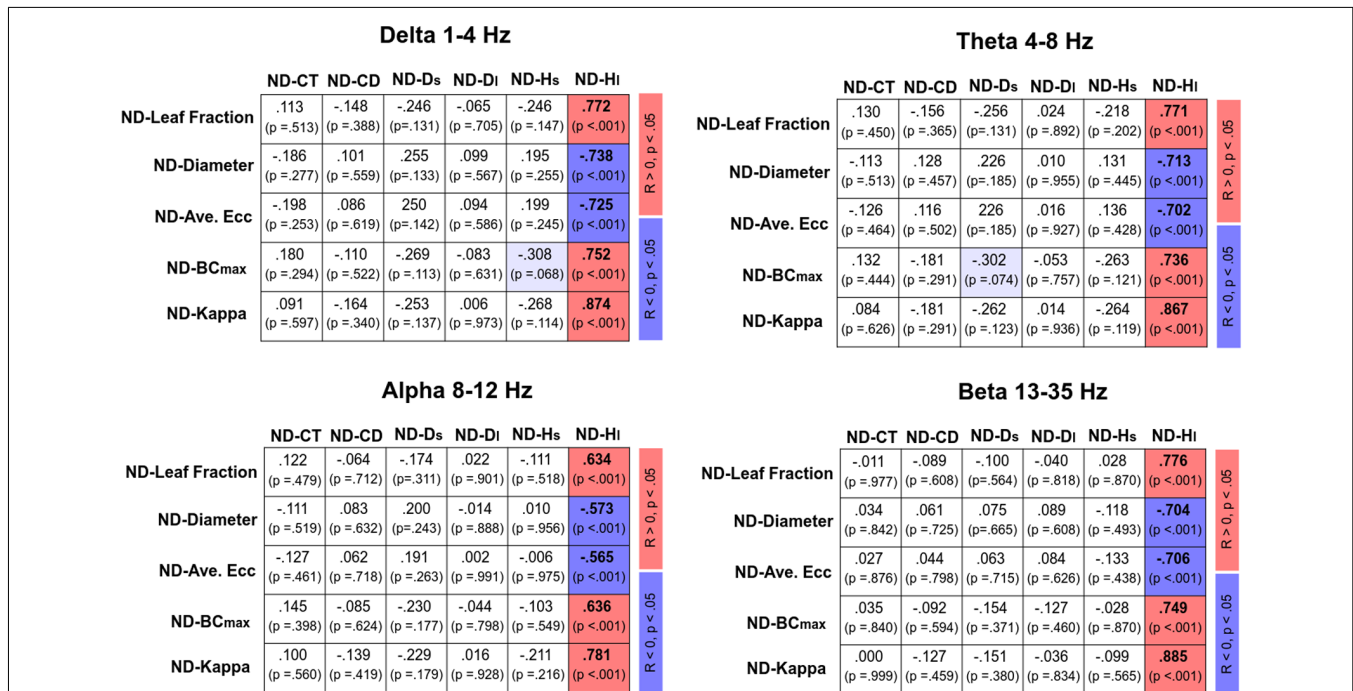 Delta 1-4 Hz
ND-CT ND-CD ND-Ds ND-Dl ND-Hs ND-Hl
ND-Leaf Fraction .113 -.148 -.246 -.065 -.246 .772
(p =.513) (p =.388) (p=.131) (p =.705) (p =.147) (p <.001)
ND-Diameter -.186 .101 .255 .099 .195 -.738
(p =.277) (p =.559) (p=.133) (p =.567) (p =.255) (p <.001)
ND-Ave. Ecc -.198 .086 250 .094 .199 -.725
(p =.253) (p =.619) (p=.142) (p =.586) (p =.245) (p <.001)
ND-BCmax .180 -.110 -.269 -.083 -.308 .752
(p =.294) (p =.522) (p =.113) (p =.631) (p =.068) (p <.001)
ND-Kappa .091 -.164 -.253 .006 -.268 .874
(p =.597) (p =.340) (p =.137) (p =.973) (p =.114) (p <.001)
R > 0, p < .05
R < 0, p < .05
Theta 4-8 Hz
ND-CT ND-CD ND-Ds ND-Dl ND-Hs ND-Hl
ND-Leaf Fraction .130 -.156 -.256 .024 -.218 .771
(p =.450) (p =.365) (p=.131) (p =.892) (p =.202) (p <.001)
ND-Diameter -.113 .128 .226 .010 .131 -.713
(p =.513) (p =.457) (p=.185) (p =.955) (p =.445) (p <.001)
ND-Ave. Ecc -.126 .116 226 .016 .136 -.702
(p =.464) (p =.502) (p=.185) (p =.927) (p =.428) (p <.001)
ND-BCmax .132 -.181 -.302 -.053 -.263 .736
(p =.444) (p =.291) (p =.074) (p =.757) (p =.121) (p <.001)
ND-Kappa .084 -.181 -.262 .014 -.264 .867
(p =.626) (p =.291) (p =.123) (p =.936) (p =.119) (p <.001)
R > 0, p < .05
R < 0, p < .05
Alpha 8-12 Hz
ND-CT ND-CD ND-Ds ND-Dl ND-Hs ND-Hl
ND-Leaf Fraction .122 -.064 -.174 .022 -.111 .634
(p =.479) (p =.712) (p=.311) (p =.901) (p =.518) (p <.001)
ND-Diameter -.111 .083 .200 -.014 .010 -.573
(p =.519) (p =.632) (p=.243) (p =.888) (p =.956) (p <.001)
ND-Ave. Ecc -.127 .062 .191 .002 -.006 -.565
(p =.461) (p =.718) (p =.263) (p =.991) (p =.975) (p <.001)
ND-BCmax .145 -.085 -.230 -.044 -.103 .636
(p =.398) (p =.624) (p =.177) (p =.798) (p =.549) (p <.001)
ND-Kappa .100 -.139 -.229 .016 -.211 .781
(p =.560) (p =.419) (p =.179) (p =.928) (p =.216) (p <.001)
R > 0, p < .05
R < 0, p < .05
Beta 13-35 Hz
ND-CT ND-CD ND-Ds ND-Dl ND-Hs ND-Hl
ND-Leaf Fraction -.011 -.089 -.100 -.040 .028 .776
(p =.977) (p =.608) (p=.564) (p =.818) (p =.870) (p <.001)
ND-Diameter .034 .061 .075 .089 -.118 -.704
(p =.842) (p =.725) (p=.665) (p =.608) (p =.493) (p <.001)
ND-Ave. Ecc .027 .044 .063 .084 -.133 -.706
(p =.876) (p =.798) (p =.715) (p =.626) (p =.438) (p <.001)
ND-BCmax .035 -.092 -.154 -.127 -.028 .749
(p =.840) (p =.594) (p =.371) (p =.460) (p =.870) (p <.001)
ND-Kappa .000 -.127 -.151 -.036 -.099 .885
(p =.999) (p =.459) (p =.380) (p =.834) (p =.565) (p <.001)
R > 0, p < .05
R < 0, p < .05